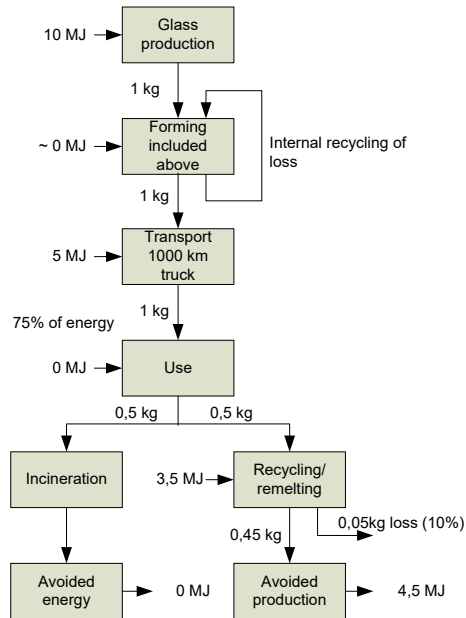 Glass
production
10 MJ
1 kg
Forming
included
above
~ 0 MJ
Internal recycling of
loss
1 kg
Transport
1000 km
truck
5 MJ
1 kg
75% of energy
Use
0 MJ
0,5 kg
0,5 kg
Incineration
3,5 MJ
Recycling/
remelting
0,05kg loss (10%)
0,45 kg
Avoided
energy
0 MJ
Avoided
production
4,5 MJ